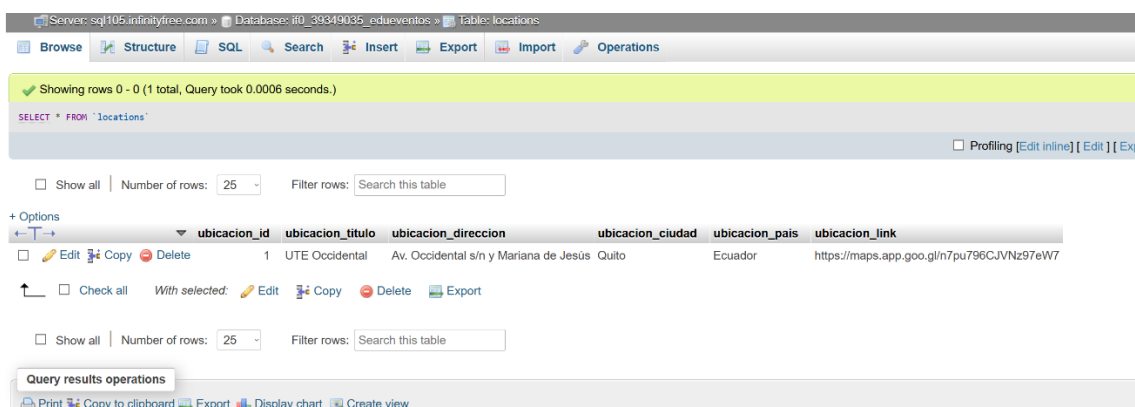 Server: sql105.infinityfree.com » Database: if0_39349035_edueventos » Table: locations
Browse Structure SQL Search Insert Export Import Operations
Showing rows 0 - 0 (1 total, Query took 0.0006 seconds.)
SELECT * FROM `locations`
Profiling [Edit inline] [ Edit ] [
Show all | Number of rows: 25 Filter rows: Search this table
+ Options
←T→ ubicacion_id ubicacion_titulo ubicacion_direccion ubicacion_ciudad ubicacion_pais ubicacion_link
Edit Copy Delete 1 UTE Occidental Av. Occidental s/n y Mariana de Jesús Quito Ecuador https://maps.app.goo.gl/n7pu796CJVNz97eW7
Check all With selected: Edit Copy Delete Export
Show all | Number of rows: 25 Filter rows: Search this table
Query results operations
Print Copy to clipboard Export Display chart Create view